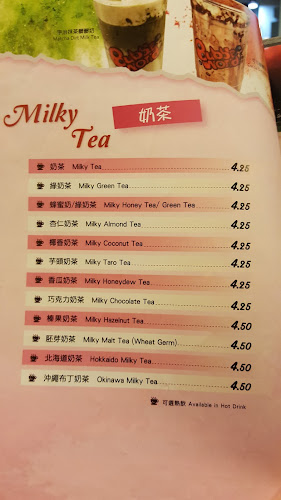 Matcha Dirt Milk Tea
Milky
Tea
奶茶
奶茶 Milky Tea 4.25
綠奶茶 Milky Green Tea 4.25
蜂蜜奶/綠奶茶 Milky Honey Tea/ Green Tea 4.25
杏仁奶茶 Milky Almond Tea 4.25
椰香奶茶 Milky Coconut Tea 4.25
芋頭奶茶 Milky Taro Tea 4.25
香瓜奶茶 Milky Honeydew Tea 4.25
巧克力奶茶 Milky Chocolate Tea 4.25
榛果奶茶 Milky Hazelnut Tea 4.50
胚芽奶茶 Milky Malt Tea (Wheat Germ) 4.50
北海道奶茶 Hokkaido Milky Tea 4.50
沖繩布丁奶茶 Okinawa Milky Tea 4.50
可選熱飲 Available in Hot Drink